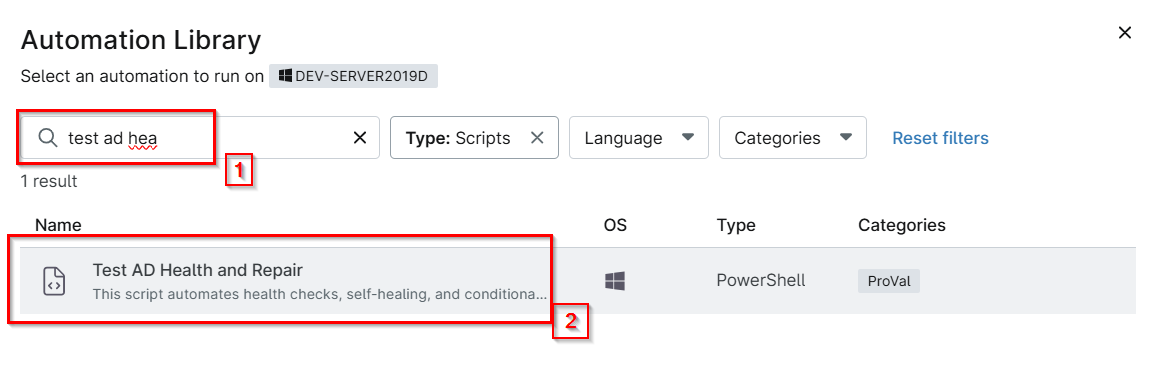 Automation Library
Select an automation to run on DEV-SERVER2019D
test ad hea Type: Scripts Language Categories Reset filters
1
1 result
Name OS Type Categories
Test AD Health and Repair
This script automates health checks, self-healing, and conditiona... PowerShell ProVal
2